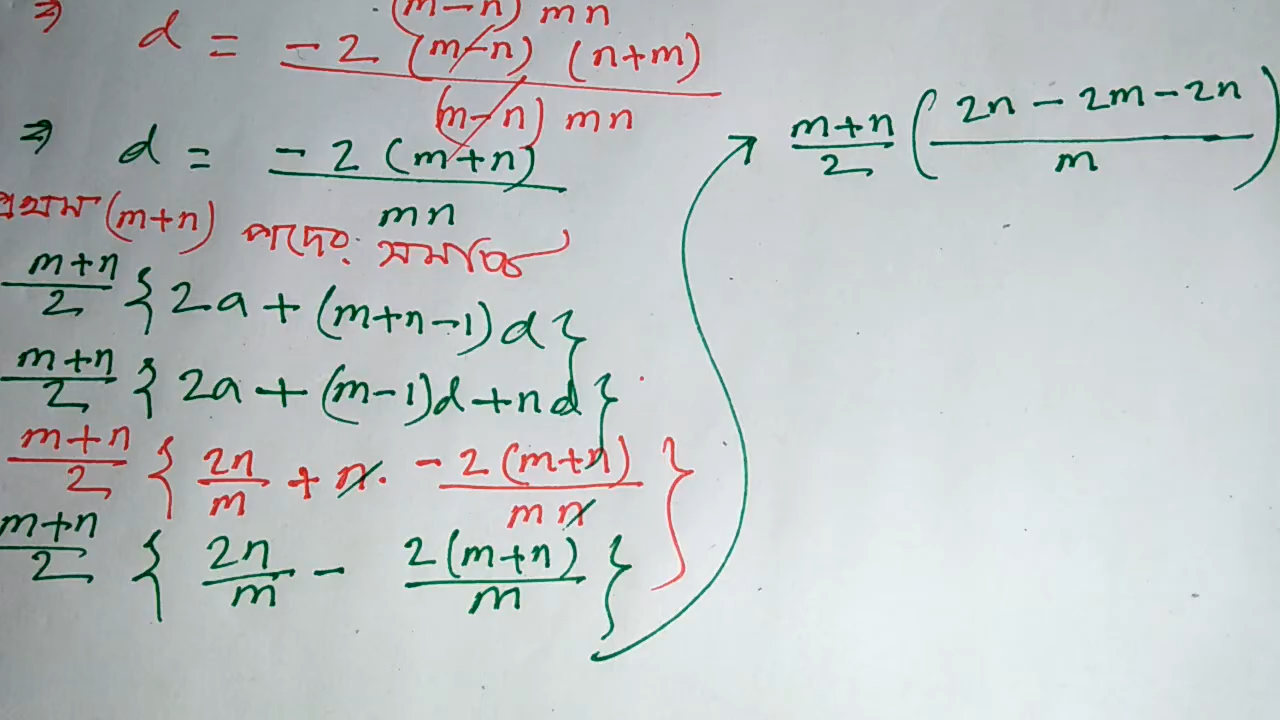 (m-n) mn
⇒ d = -2 (m-n) (n+m) / (m-n) mn
⇒ d = -2 (m+n) / mn
প্রথম (m+n) পদের সমষ্টি
m+n/2 {2a + (m+n-1)d}
m+n/2 {2a + (m-1)d + nd}
m+n/2 {2n/m + n. -2(m+n)/mn}
m+n/2 {2n/m - 2(m+n)/m}
→ m+n/2 (2n - 2m - 2n / m)